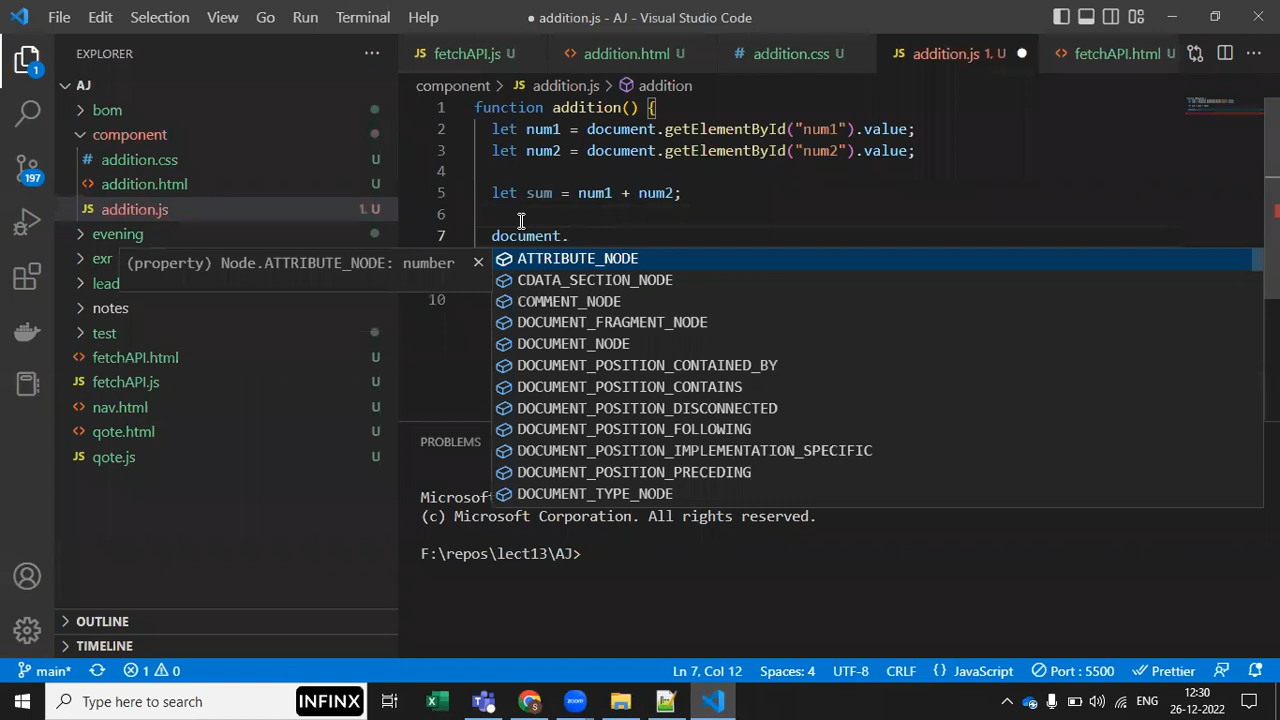 File Edit Selection View Go Run Terminal Help
● addition.js - AJ - Visual Studio Code
EXPLORER
JS fetchAPI.js U
<> addition.html U
# addition.css U
JS addition.js 1, U
<> fetchAPI.html U
AJ
component > JS addition.js > addition
bom
component
# addition.css U
<> addition.html U
JS addition.js 1, U
evening
exr
lead
notes
test
<> fetchAPI.html U
JS fetchAPI.js U
<> nav.html U
<> qote.html U
JS qote.js U
OUTLINE
TIMELINE
1
197
1 function addition() {
2 let num1 = document.getElementById("num1").value;
3 let num2 = document.getElementById("num2").value;
4
5 let sum = num1 + num2;
6
7 document.
10
(property) Node.ATTRIBUTE_NODE: number
ATTRIBUTE_NODE
CDATA_SECTION_NODE
COMMENT_NODE
DOCUMENT_FRAGMENT_NODE
DOCUMENT_NODE
DOCUMENT_POSITION_CONTAINED_BY
DOCUMENT_POSITION_CONTAINS
DOCUMENT_POSITION_DISCONNECTED
DOCUMENT_POSITION_FOLLOWING
DOCUMENT_POSITION_IMPLEMENTATION_SPECIFIC
DOCUMENT_POSITION_PRECEDING
DOCUMENT_TYPE_NODE
PROBLEMS
(c) Microsoft Corporation. All rights reserved.
F:\repos\lect13\AJ>
main* 1 0 Ln 7, Col 12 Spaces: 4 UTF-8 CRLF {} JavaScript Port : 5500 Prettier
Type here to search
INFINX
ENG
12:30
26-12-2022